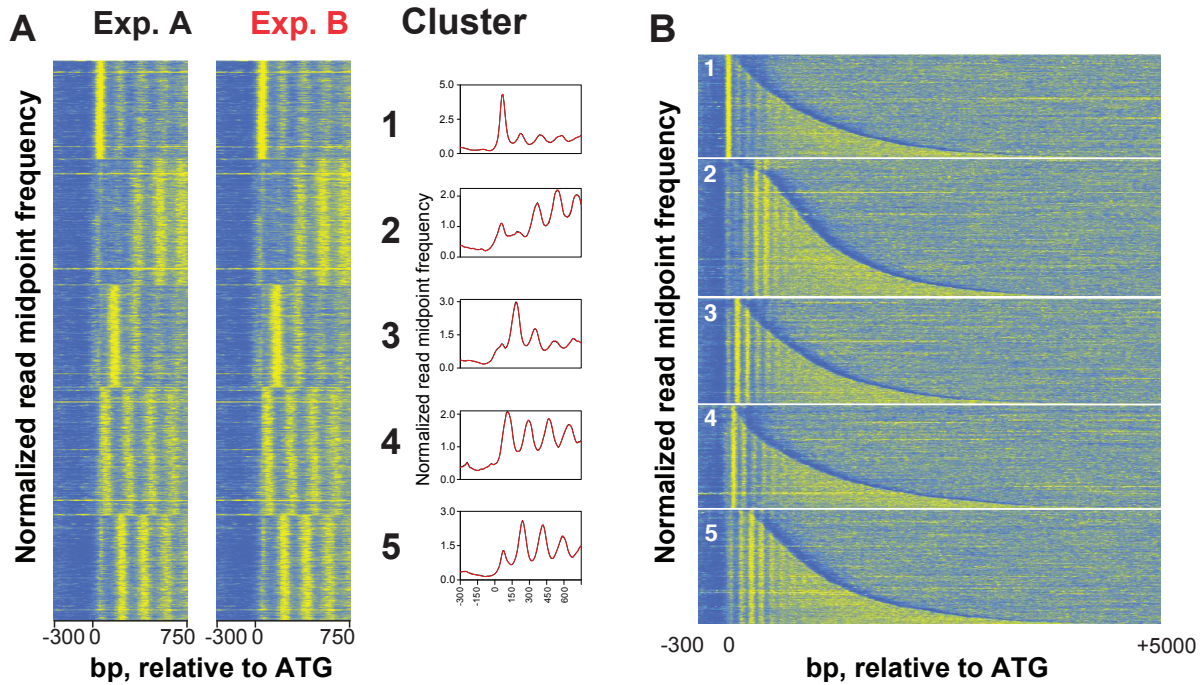 A
Exp. A
Exp. B
Cluster
Normalized read midpoint frequency
-300 0 750
-300 0 750
bp, relative to ATG
1
5.0
2.5
0.0
2
2.0
1.0
0.0
3
3.0
1.5
0.0
4
2.0
1.0
0.0
5
3.0
1.5
0.0
Normalized read midpoint frequency
-300
-150
0
150
300
450
600
B
Normalized read midpoint frequency
1
2
3
4
5
-300 0 +5000
bp, relative to ATG